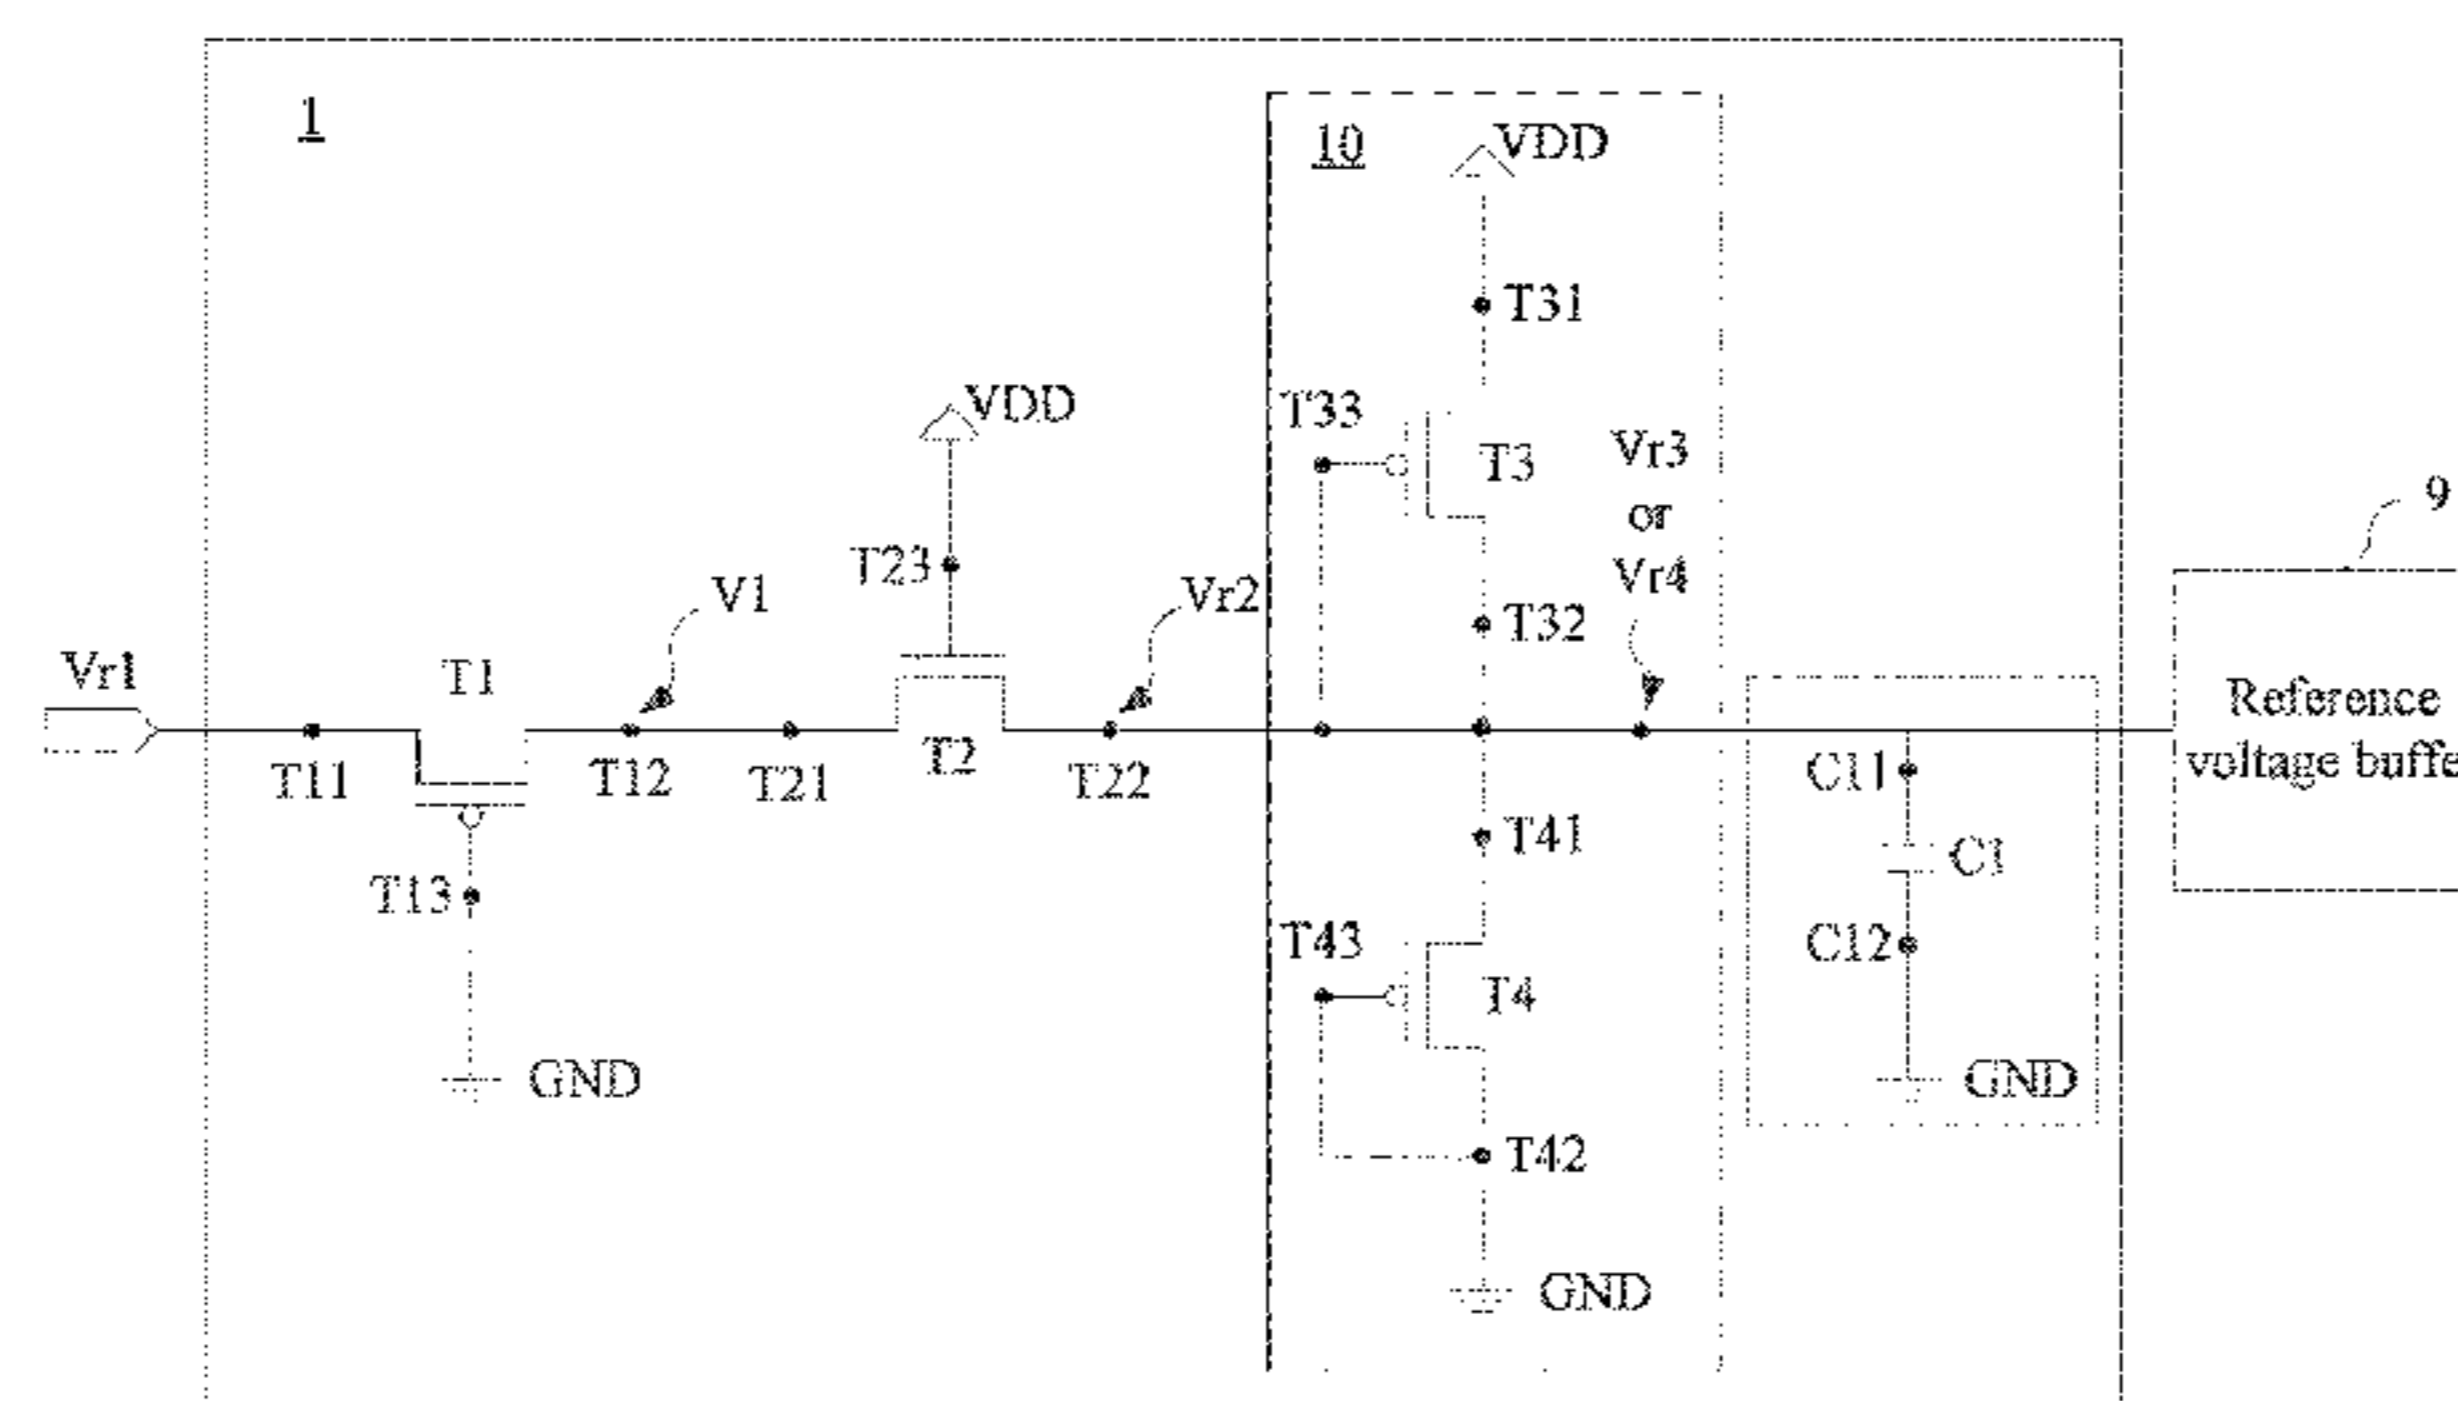 1
10
VDD
T31
VDD
T33
T3
Vr3
or
Vr4
9
T23
V1
Vr2
T32
Vr1
T1
T11
T12
T21
T2
T22
Reference
voltage buffe
C11
T41
C1
T13
T43
C12
T4
GND
GND
T42
GND